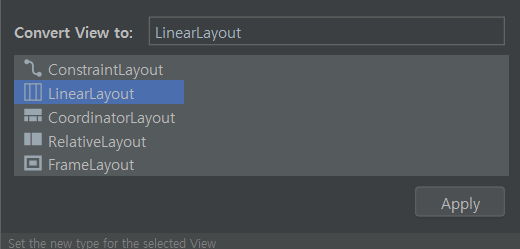 Convert View to: LinearLayout
ConstraintLayout
LinearLayout
CoordinatorLayout
RelativeLayout
FrameLayout
Apply
Set the new type for the selected View